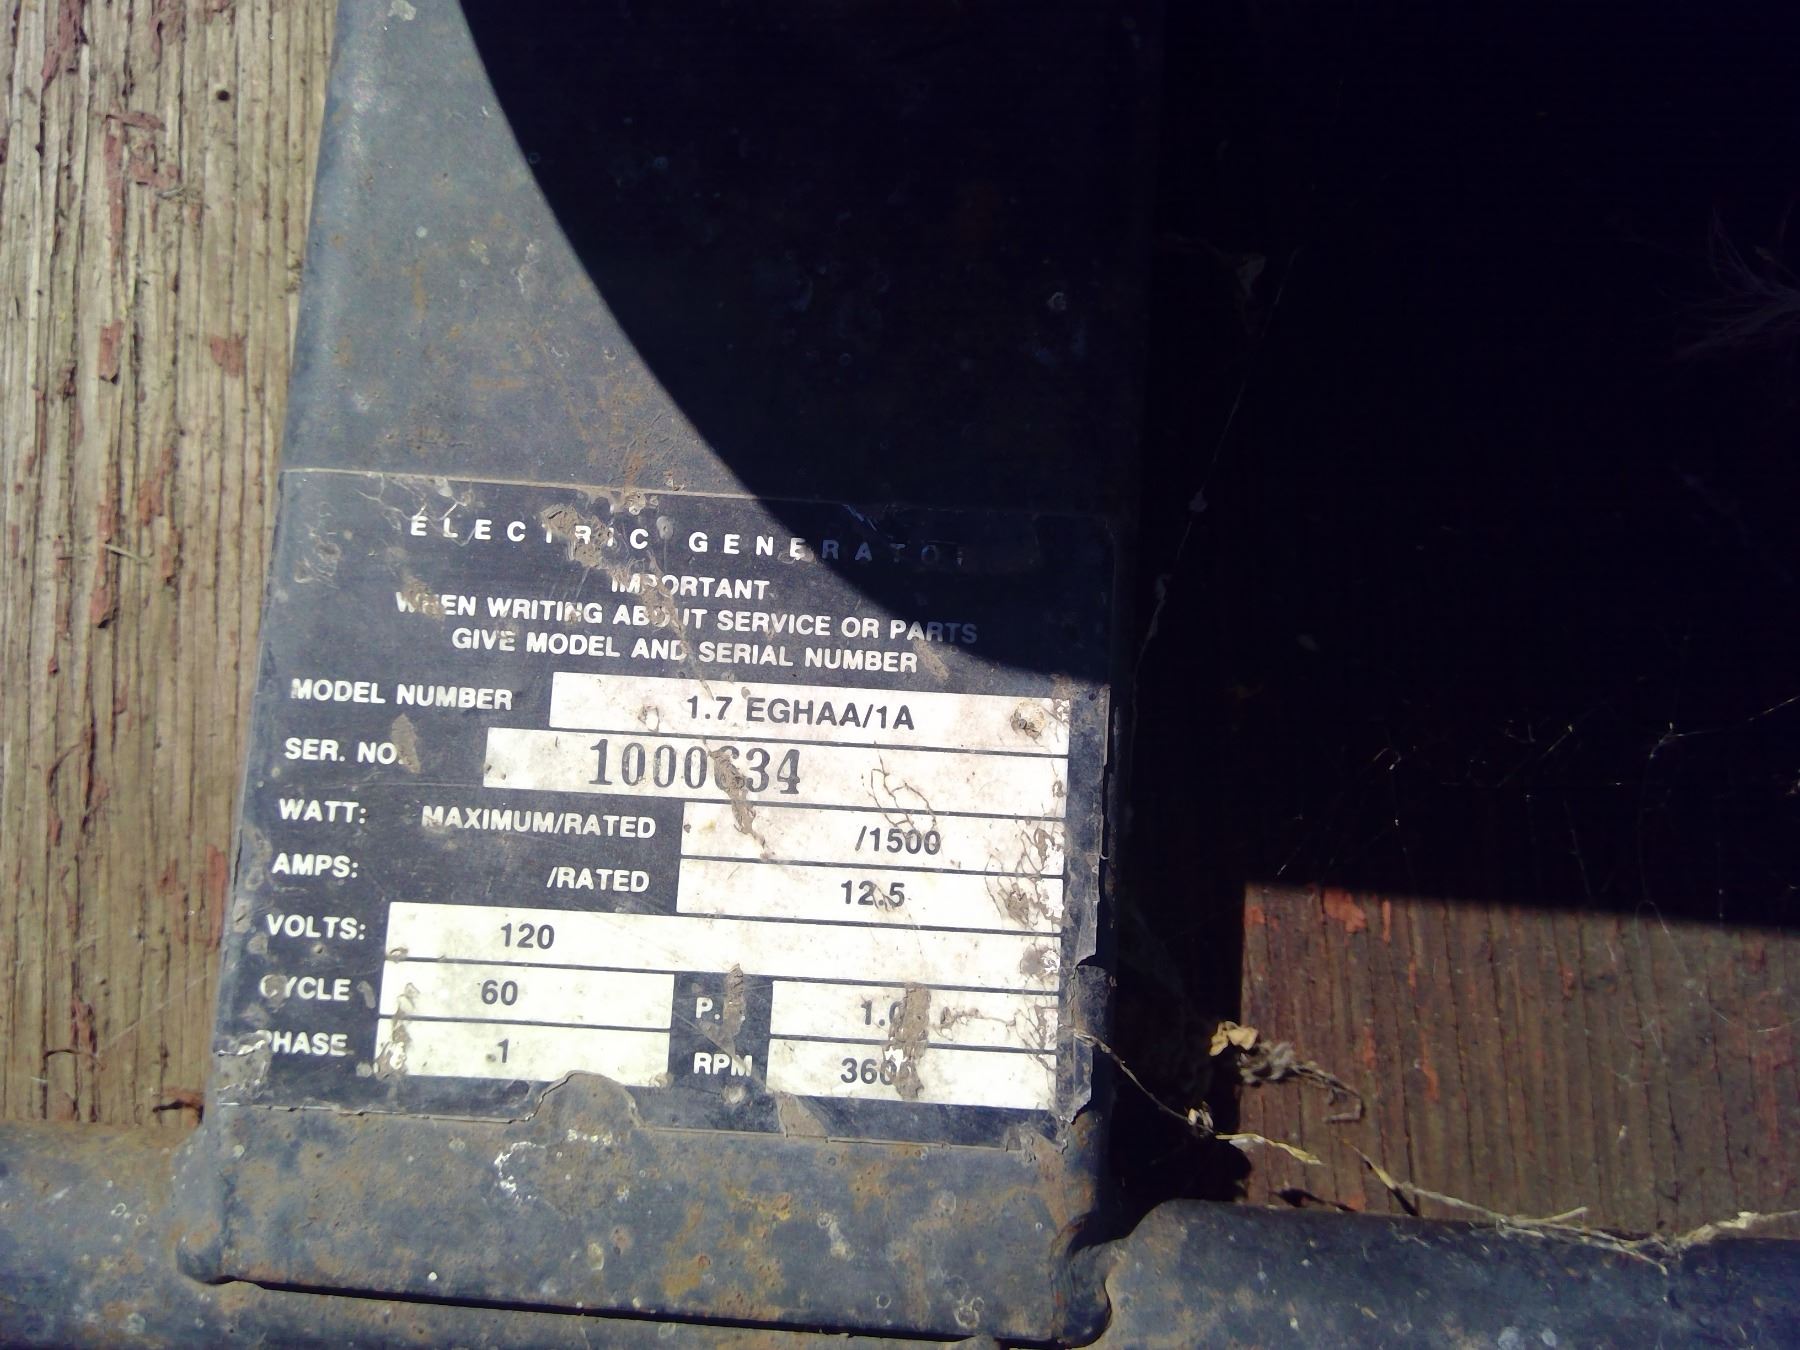 ELECTRIC GENERATOR
IMPORTANT
WHEN WRITING ABOUT SERVICE OR PARTS
GIVE MODEL AND SERIAL NUMBER
MODEL NUMBER 1.7 EGHAA/1A
SER. NO.
WATT: MAXIMUM/RATED /1500
AMPS: /RATED 12.5
VOLTS: 120
CYCLE 60
PHASE 1 RPM 3600